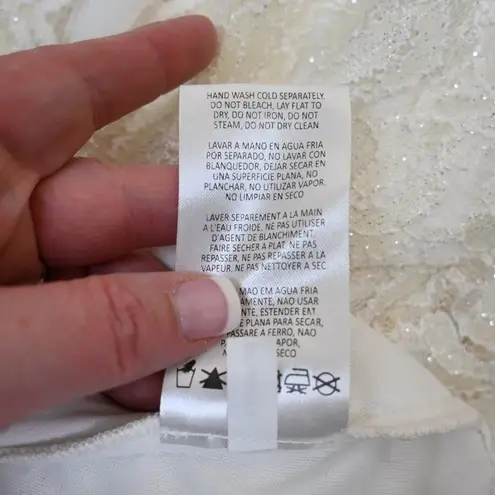 HAND WASH COLD SEPARATELY,
DO NOT BLEACH, LAY FLAT TO
DRY, DO NOT IRON, DO NOT
STEAM, DO NOT DRY CLEAN
LAVAR A MANO EN AGUA FRIA
POR SEPARADO, NO LAVAR CON
BLANQUEDOR, DEJAR SECAR EN
UNA SUPERFICIE PLANA, NO
PLANCHAR, NO UTILIZAR VAPOR,
NO LIMPIAR EN SECO
LAVER SEPAREMENT A LA MAIN
A L'EAU FROIDE, NE PAS UTILISER
D'AGENT DE BLANCHIMENT,
FAIRE SECHER A PLAT, NE PAS
REPASSER, NE PAS REPASSER A LA
VAPEUR, NE PAS NETTOYER A SEC
MAO EM AGUA FRIA
NAO USAR
ESTENDER EM
PLANA PARA SECAR,
PASSARE A FERRO, NAO
SECO